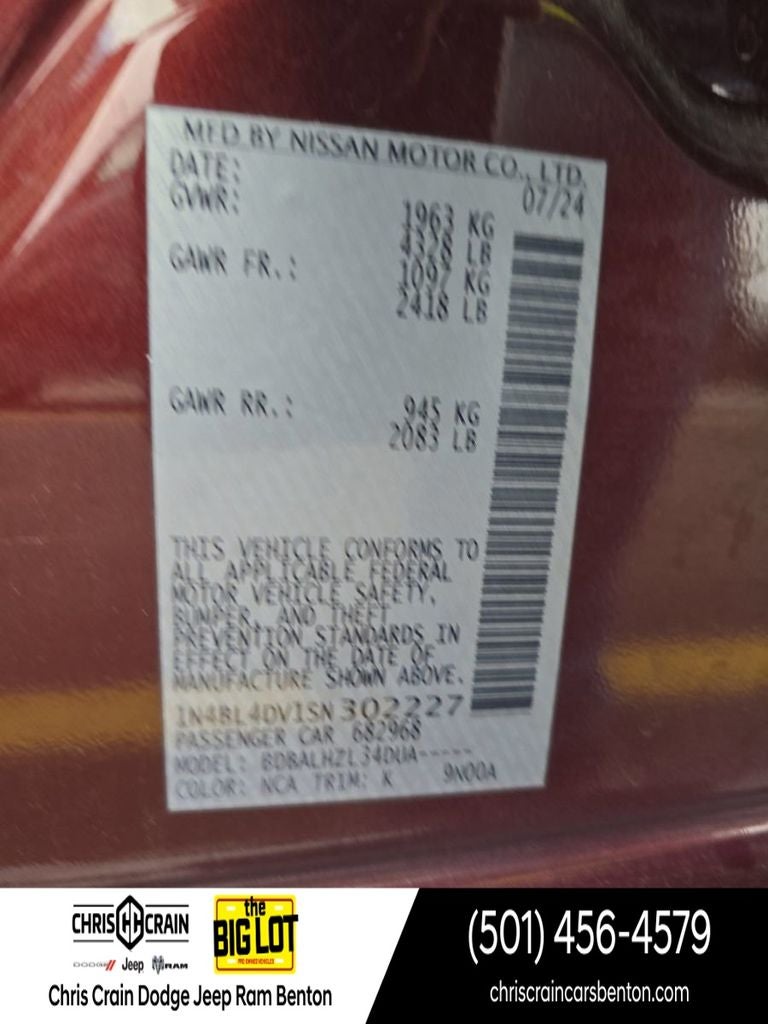 MFD BY NISSAN MOTOR CO., LTD.
DATE: 07/24
GVWR: 1963 KG
4328 LB
GAWR FR.: 1097 KG
2418 LB
GAWR RR.: 945 KG
2083 LB
THIS VEHICLE CONFORMS TO
ALL APPLICABLE FEDERAL
MOTOR VEHICLE SAFETY,
BUMPER, AND THEFT
PREVENTION STANDARDS IN
EFFECT ON THE DATE OF
MANUFACTURE SHOWN ABOVE.
1N4BL4DV1SN302227
PASSENGER CAR 682968
MODEL: BDBALHZL34DUA-----
COLOR: NCA TRIM: K 9N00A
CHRIS CRAIN
DODGE Jeep RAM
the
BIG LOT
PRE-OWNED VEHICLES
Chris Crain Dodge Jeep Ram Benton
(501) 456-4579
chriscraincarsbenton.com